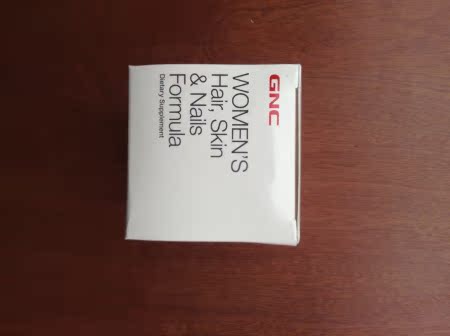 GNC
WOMEN'S
Hair, Skin
& Nails
Formula
Dietary Supplement